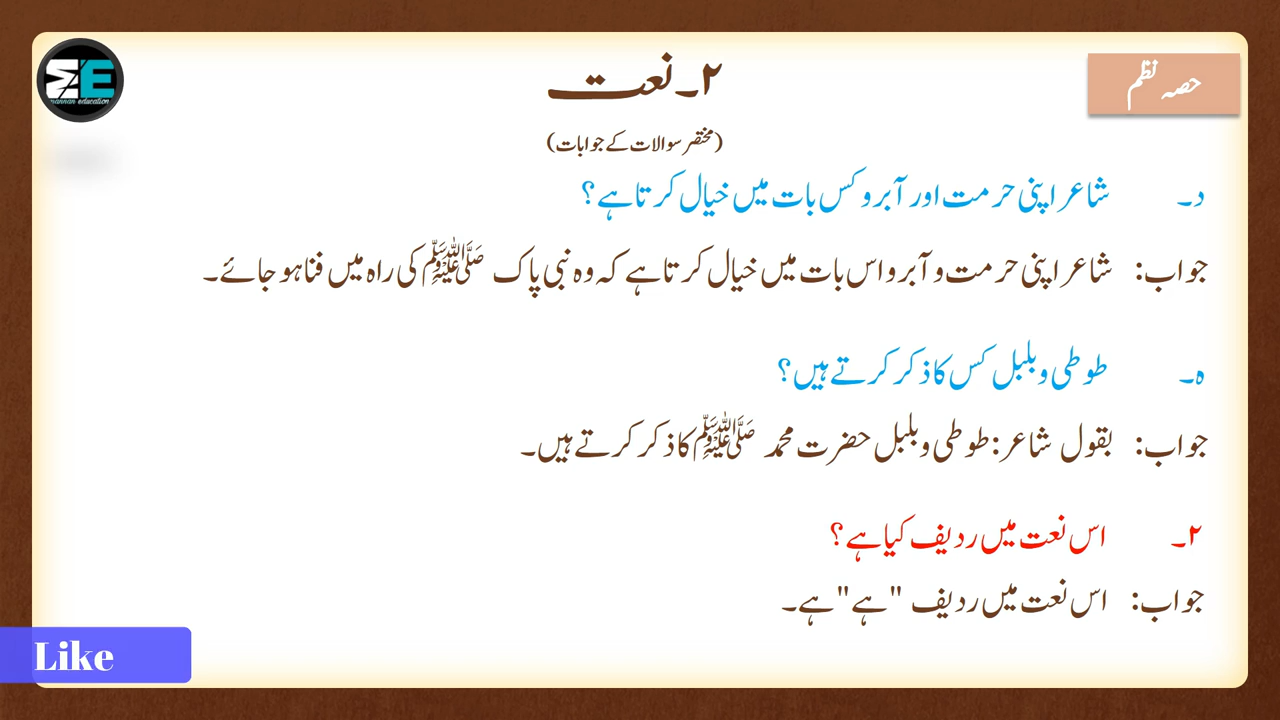 حصہ نظم
۲۔نعت
(مختصر سوالات کے جوابات)
د۔ شاعر اپنی حرمت اور آبرو کس بات میں خیال کرتا ہے؟
جواب: شاعر اپنی حرمت و آبرو اس بات میں خیال کرتا ہے کہ وہ نبی پاک ﷺ کی راہ میں فنا ہو جائے۔
ہ۔ طوطی و بلبل کس کا ذکر کرتے ہیں؟
جواب: بقول شاعر: طوطی و بلبل حضرت محمد ﷺ کا ذکر کرتے ہیں۔
۲۔ اس نعت میں ردیف کیا ہے؟
جواب: اس نعت میں ردیف "ہے" ہے۔
Like